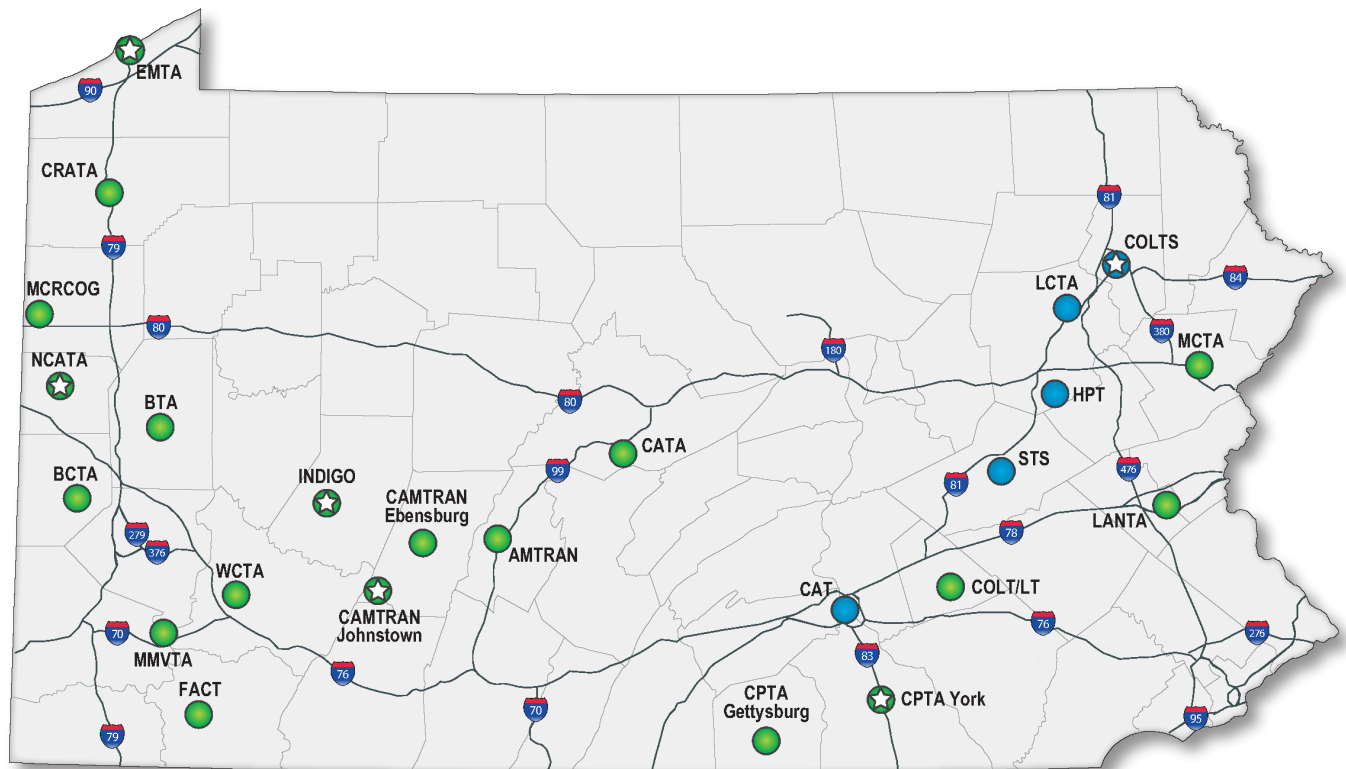 EMTA
90
CRATA
81
79
COLTS
84
LCTA
MCRCOG
80
380
MCTA
180
NCATA
HPT
80
BTA
CATA
STS
476
BCTA
99
81
INDIGO
CAMTRAN
Ebensburg
LANTA
279
78
376
AMTRAN
WCTA
COLT/LT
CAT
CAMTRAN
Johnstown
76
70
276
MMVTA
83
76
FACT
CPTA
Gettysburg
CPTA York
70
95
79